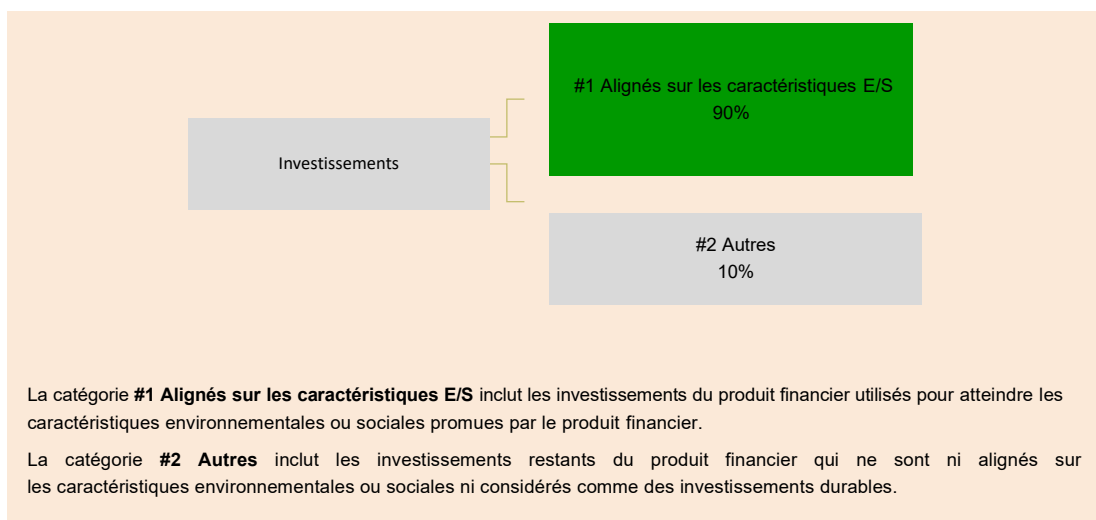 #1 Alignés sur les caractéristiques E/S
90%
Investissements
#2 Autres
10%
La catégorie #1 Alignés sur les caractéristiques E/S inclut les investissements du produit financier utilisés pour atteindre les
caractéristiques environnementales ou sociales promues par le produit financier.
La catégorie #2 Autres inclut les investissements restants du produit financier qui ne sont ni alignés sur
les caractéristiques environnementales ou sociales ni considérés comme des investissements durables.